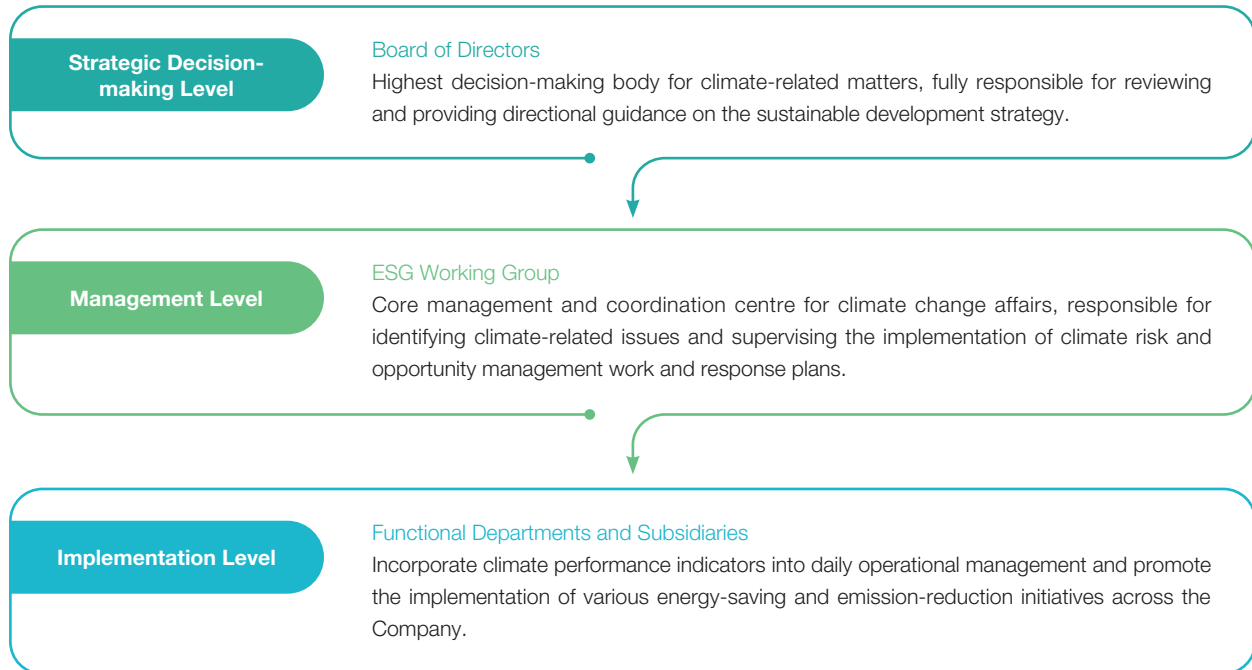 Strategic Decision-
making Level
Board of Directors
Highest decision-making body for climate-related matters, fully responsible for reviewing
and providing directional guidance on the sustainable development strategy.
Management Level
ESG Working Group
Core management and coordination centre for climate change affairs, responsible for
identifying climate-related issues and supervising the implementation of climate risk and
opportunity management work and response plans.
Implementation Level
Functional Departments and Subsidiaries
Incorporate climate performance indicators into daily operational management and promote
the implementation of various energy-saving and emission-reduction initiatives across the
Company.